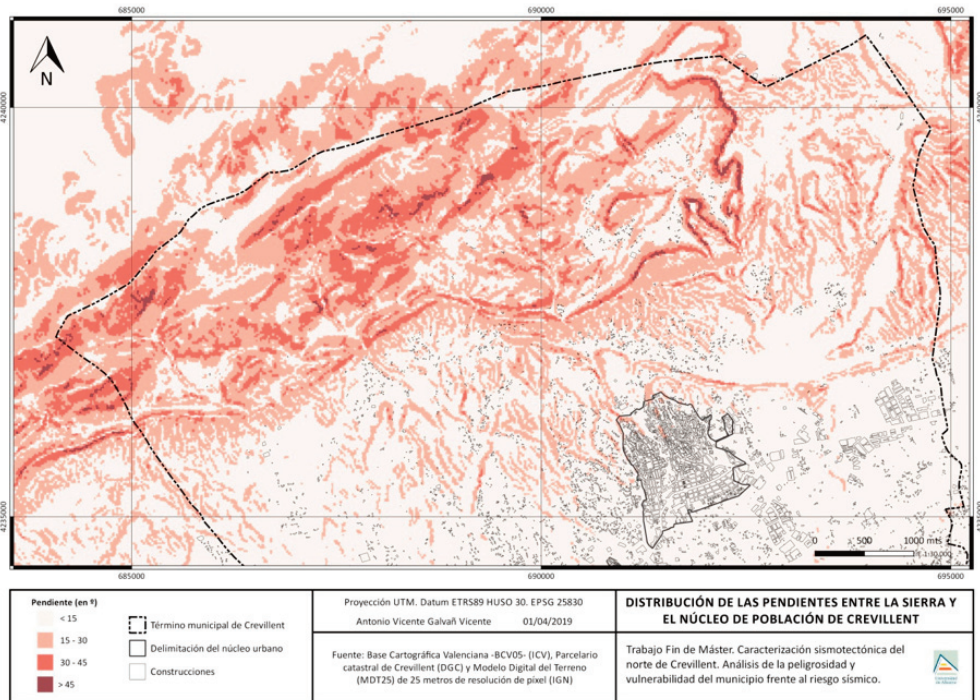 685000
690000
695000
N
4240000
4235000
0 500 1000 mts
685000
690000
695000
Pendiente (en º)
< 15
15 - 30
30 - 45
> 45
Término municipal de Crevillent
Delimitación del núcleo urbano
Construcciones
Proyección UTM. Datum ETRS89 HUSO 30. EPSG 25830
Antonio Vicente Galvañ Vicente 01/04/2019
Fuente: Base Cartográfica Valenciana -BCV05- (ICV), Parcelario
catastral de Crevillent (DGC) y Modelo Digital del Terreno
(MDT25) de 25 metros de resolución de píxel (IGN)
DISTRIBUCIÓN DE LAS PENDIENTES ENTRE LA SIERRA Y
EL NÚCLEO DE POBLACIÓN DE CREVILLENT
Trabajo Fin de Máster. Caracterización sismotectónica del
norte de Crevillent. Análisis de la peligrosidad y
vulnerabilidad del municipio frente al riesgo sísmico.